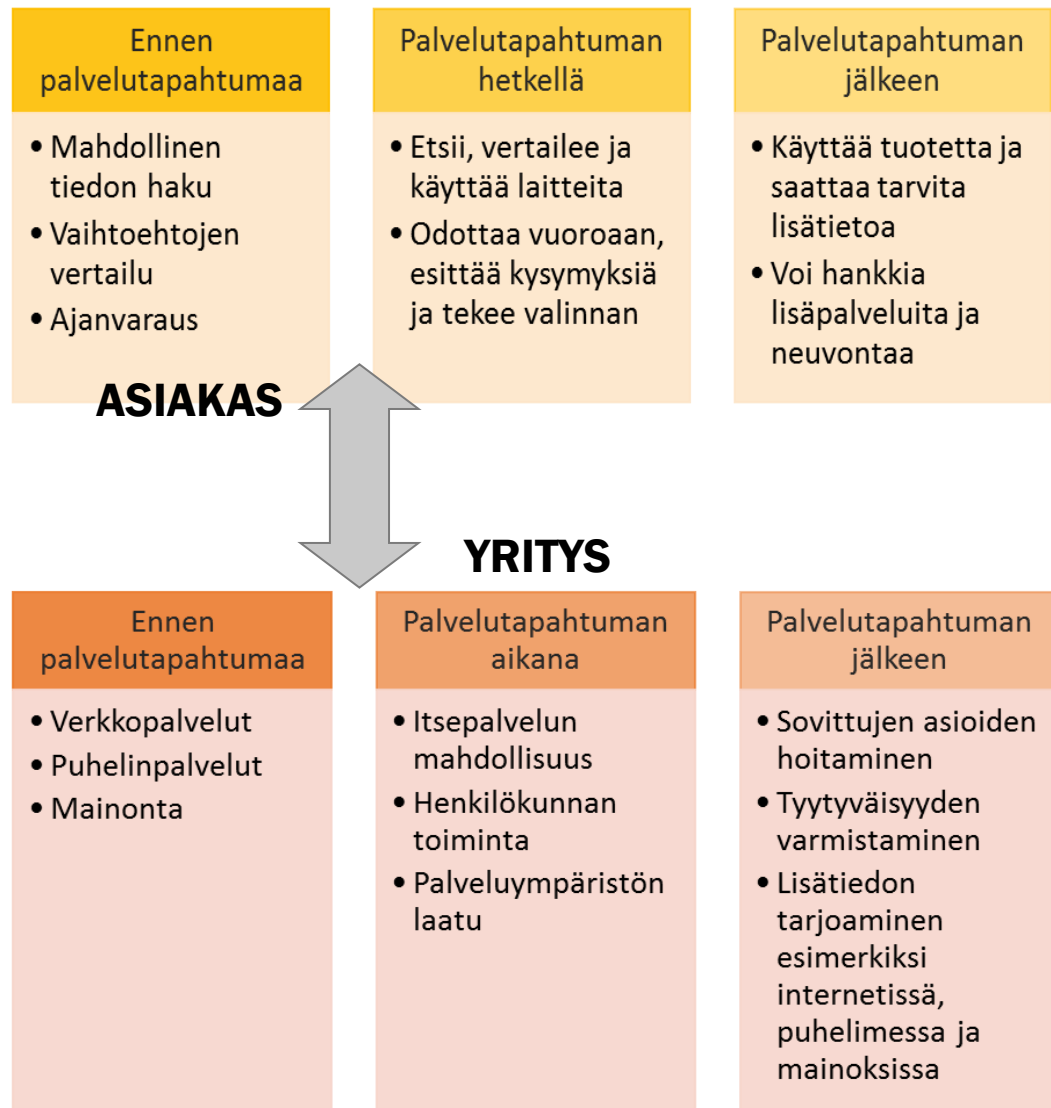 Ennen
palvelutapahtumaa
• Mahdollinen
tiedon haku
• Vaihtoehtojen
vertailu
• Ajanvaraus
Palvelutapahtuman
hetkellä
• Etsii, vertailee ja
käyttää laitteita
• Odottaa vuoroaan,
esittää kysymyksiä
ja tekee valinnan
Palvelutapahtuman
jälkeen
• Käyttää tuotetta ja
saattaa tarvita
lisätietoa
• Voi hankkia
lisäpalveluita ja
neuvontaa
ASIAKAS
YRITYS
Ennen
palvelutapahtumaa
• Verkkopalvelut
• Puhelinpalvelut
• Mainonta
Palvelutapahtuman
aikana
• Itsepalvelun
mahdollisuus
• Henkilökunnan
toiminta
• Palveluympäristön
laatu
Palvelutapahtuman
jälkeen
• Sovittujen asioiden
hoitaminen
• Tyytyväisyyden
varmistaminen
• Lisätiedon
tarjoaminen
esimerkiksi
internetissä,
puhelimessa ja
mainoksissa